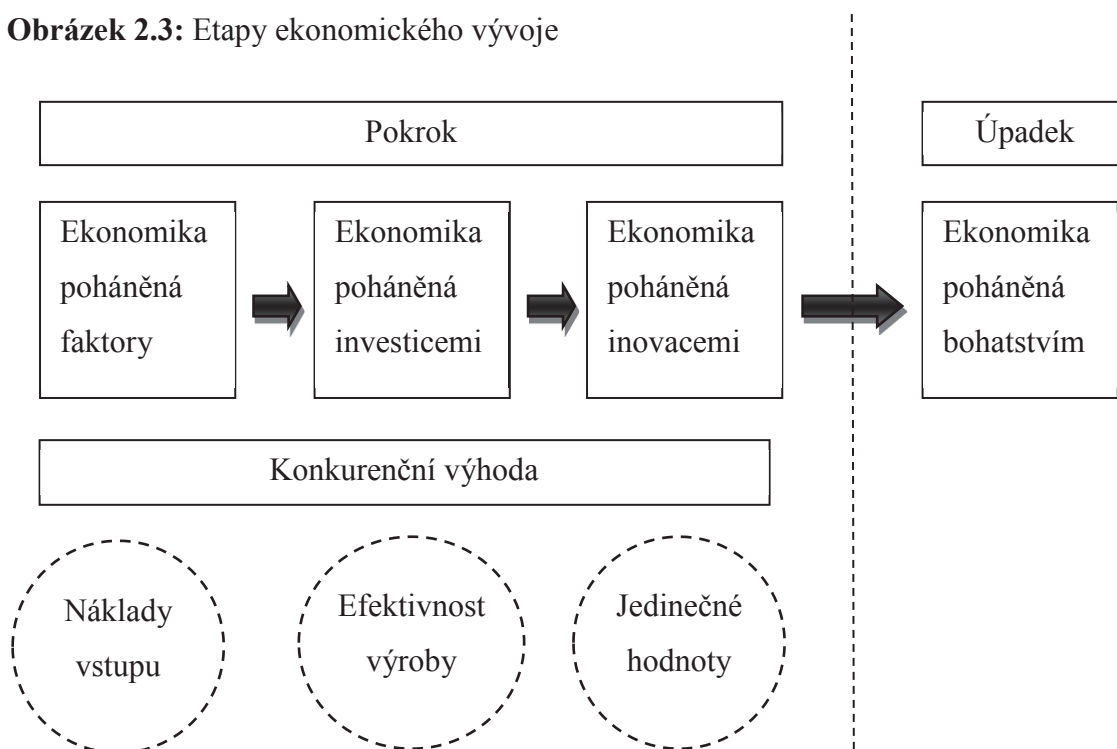 Obrázek 2.3: Etapy ekonomického vývoje
Pokrok
Úpadek
Ekonomika
poháněná
faktory
Ekonomika
poháněná
investicemi
Ekonomika
poháněná
inovacemi
Ekonomika
poháněná
bohatstvím
Konkurenční výhoda
Náklady
vstupu
Efektivnost
výroby
Jedinečné
hodnoty